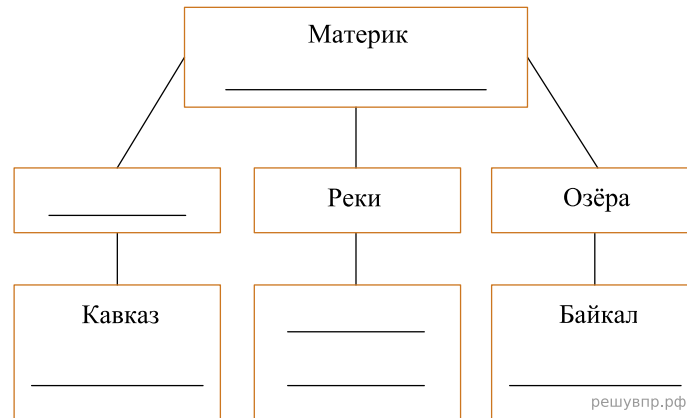 Материк
Реки
Озёра
Кавказ
Байкал
решувпр.рф